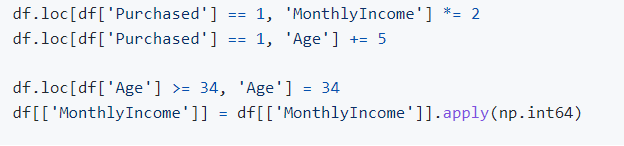 df.loc[df['Purchased'] == 1, 'MonthlyIncome'] *= 2
df.loc[df['Purchased'] == 1, 'Age'] += 5
df.loc[df['Age'] >= 34, 'Age'] = 34
df[['MonthlyIncome']] = df[['MonthlyIncome']].apply(np.int64)